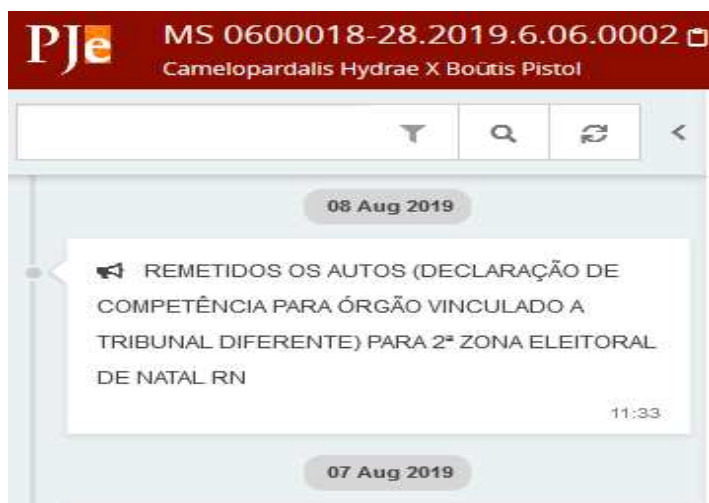 PJe
MS 0600018-28.2019.6.06.0002
Camelopardalis Hydrae X Boütis Pistol
08 Aug 2019
REMETIDOS OS AUTOS (DECLARAÇÃO DE
COMPETÊNCIA PARA ÓRGÃO VINCULADO A
TRIBUNAL DIFERENTE) PARA 2ª ZONA ELEITORAL
DE NATAL RN
11:33
07 Aug 2019